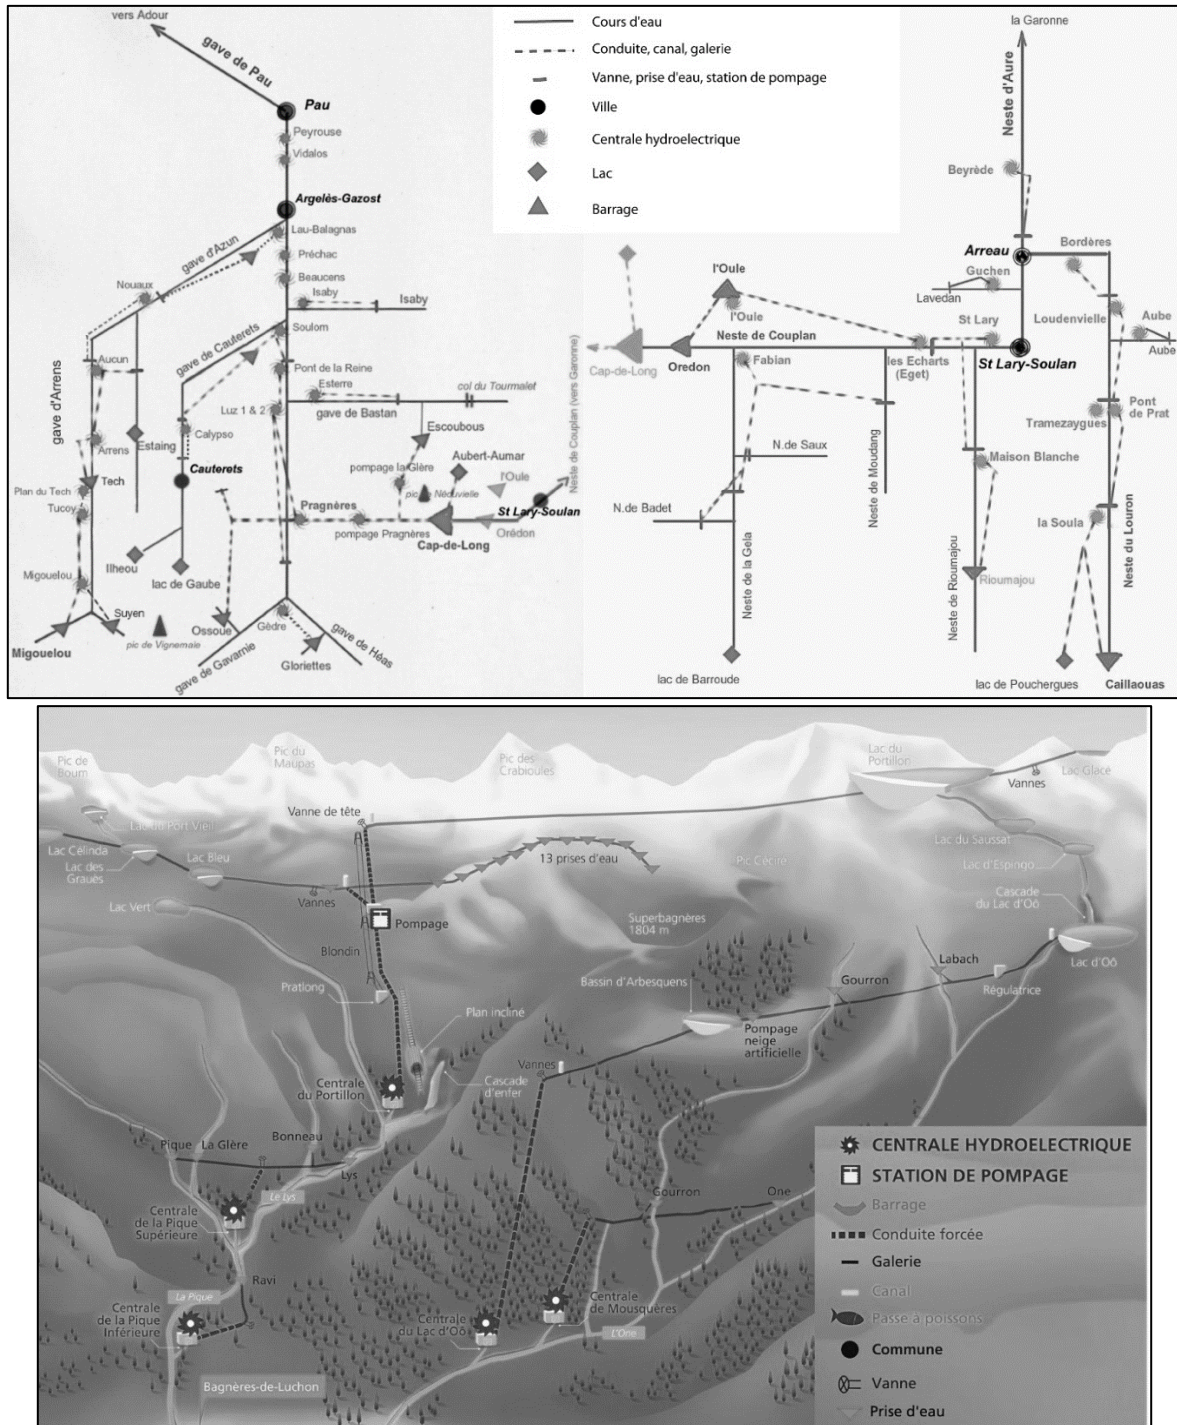 vers Adour
gave de Pau
Pau
Peyrouse
Vidalos
Argelès-Gazost
gave d'Azun
Lau-Balagnas
Préchac
Beaucens
Nouaux
Isaby
Isaby
Soulom
gave de Cauterets
Aucun
Pont de la Reine
Esterre
col du Tourmalet
gave de Bastan
Luz 1 & 2
gave d'Arrens
Calypso
Escoubous
Arrens
Estaing
Cauterets
pompage la Glère
Aubert-Aumar
l'Oule
Tech
Plan du Tech
pic de Néouvielle
St Lary-Soulan
Tucoy
Pragnères
Orédon
pompage Pragnères
Cap-de-Long
Neste de Couplan (vers Garonne)
Ilheou
lac de Gaube
Migouelou
Suyen
Ossoue
Gèdre
pic de Vignemale
Migouelou
gave de Gavarnie
Gloriettes
gave de Héas
Cours d'eau
Conduite, canal, galerie
Vanne, prise d'eau, station de pompage
Ville
Centrale hydroelectrique
Lac
Barrage
la Garonne
Neste d'Aure
Beyrède
Arreau
Bordères
Guchen
Lavedan
l'Oule
l'Oule
Neste de Couplan
St Lary
Loudenvielle
Aube
Aube
Cap-de-Long
Oredon
Fabian
les Echarts
(Eget)
St Lary-Soulan
Pont
de Prat
Tramezaygues
N.de Saux
Neste de Moudang
Maison Blanche
N.de Badet
la Soula
Neste de la Gela
Neste de Rioumajou
Rioumajou
Neste du Louron
lac de Barroude
lac de Pouchergues
Caillaouas
Pic de
Boum
Pic du
Maupas
Pic des
Crabioules
Lac du
Portillon
Vannes
Lac Glacé
Vanne de tête
Lac du Port Vieil
Lac Célinda
Lac des
Graués
Lac Bleu
13 prises d'eau
Pic Cécire
Lac du Saussat
Lac d'Espingo
Cascade
du Lac d'Oô
Vannes
Lac Vert
Pompage
Superbagnères
1804 m
Blondin
Labach
Lac d'Oô
Pratlong
Bassin d'Arbesquens
Gourron
Régulatrice
Plan incliné
Pompage
neige
artificielle
Vannes
Centrale
du Portillon
Cascade
d'enfer
Pique
La Glère
Bonneau
Lys
Le Lys
Centrale
de la Pique
Supérieure
Gourron
One
Ravi
La Pique
Centrale
de la Pique
Inférieure
Centrale
du Lac d'Oô
Centrale
de Mousquères
L'One
Bagnères-de-Luchon
CENTRALE HYDROELECTRIQUE
STATION DE POMPAGE
Barrage
Conduite forcée
Galerie
Canal
Passe à poissons
Commune
Vanne
Prise d'eau